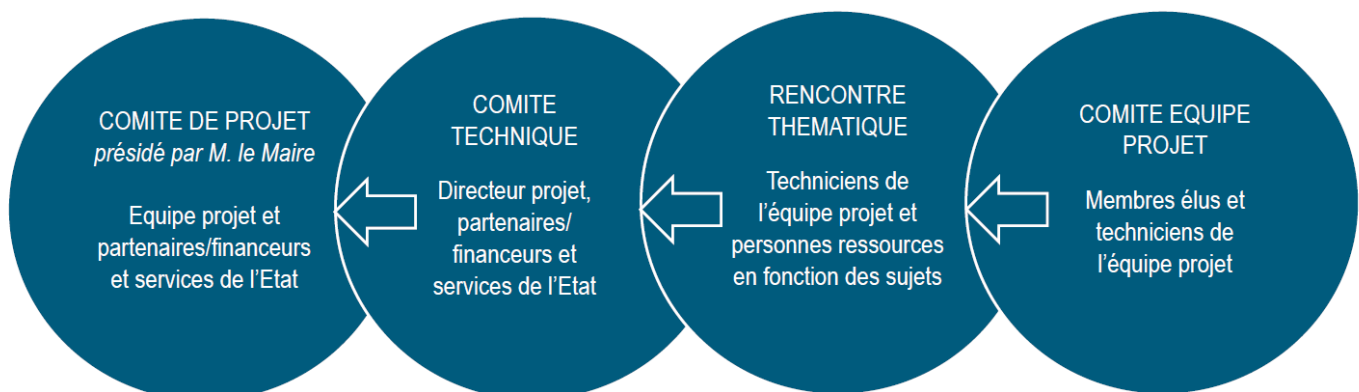 COMITE DE PROJET
présidé par M. le Maire
Equipe projet et
partenaires/financeurs
et services de l’Etat
COMITE
TECHNIQUE
Directeur projet,
partenaires/
financeurs et
services de l’Etat
RENCONTRE
THEMATIQUE
Techniciens de
l’équipe projet et
personnes ressources
en fonction des sujets
COMITE EQUIPE
PROJET
Membres élus et
techniciens de
l’équipe projet